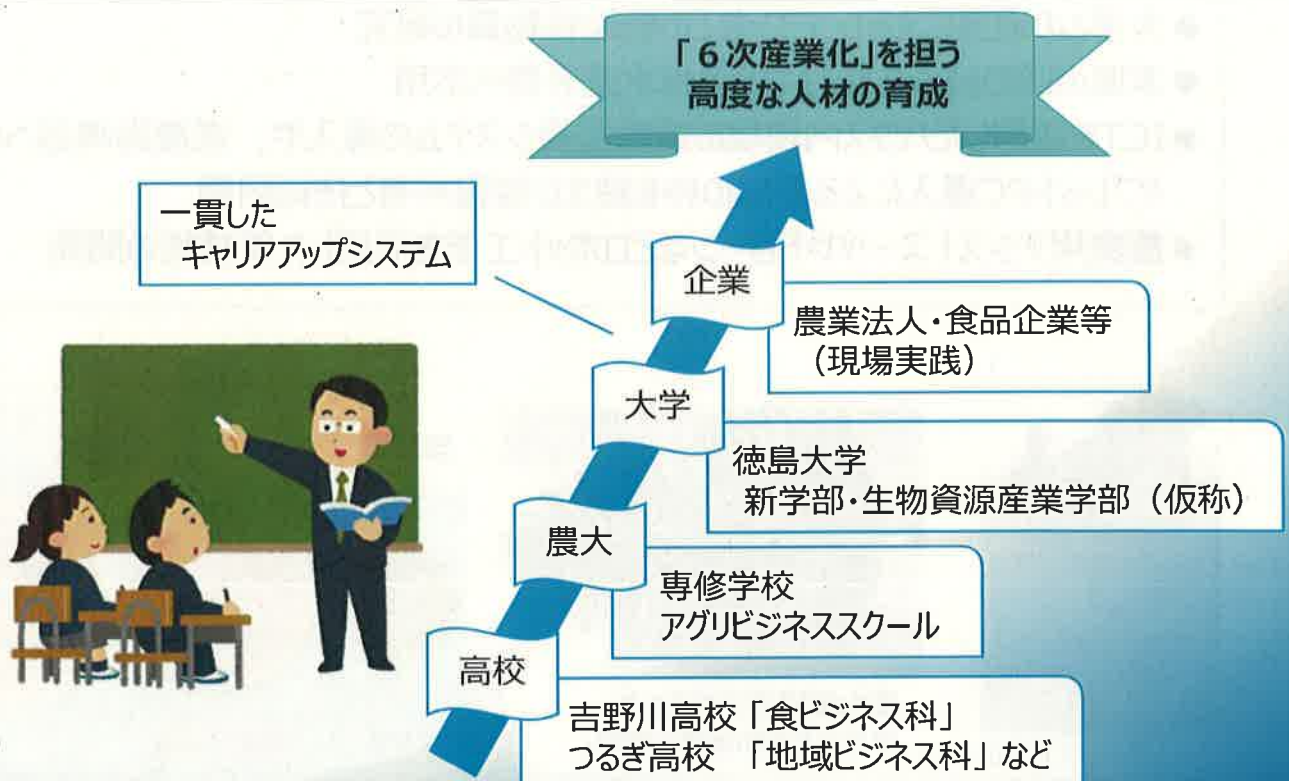 「６次産業化」を担う
高度な人材の育成
一貫した
キャリアアップシステム
企業
農業法人・食品企業等
（現場実践）
大学
徳島大学
新学部・生物資源産業学部（仮称）
農大
専修学校
アグリビジネススクール
高校
吉野川高校「食ビジネス科」
つるぎ高校　「地域ビジネス科」など